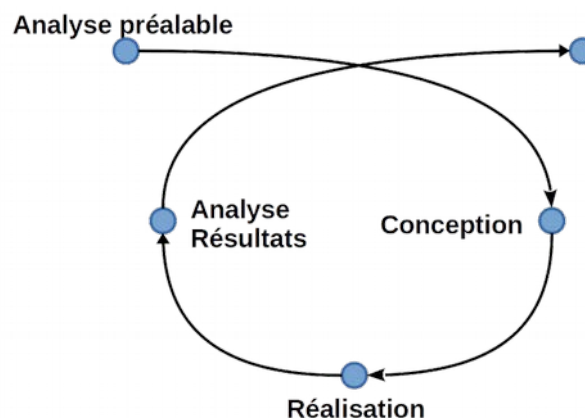 Analyse préalable
Analyse
Résultats
Conception
Réalisation